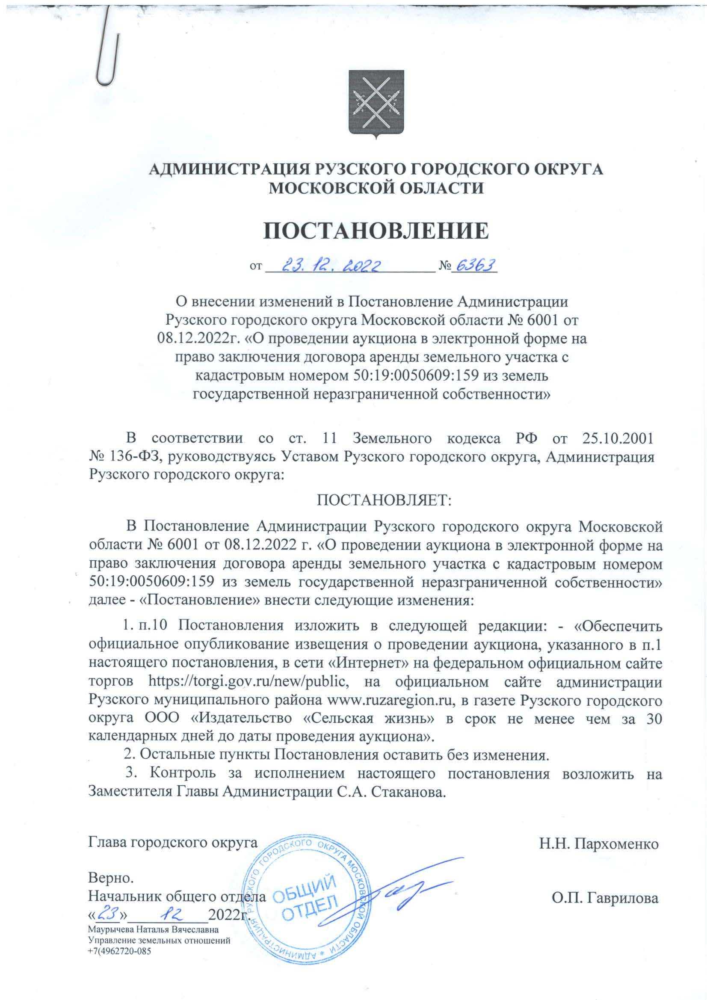 АДМИНИСТРАЦИЯ РУЗСКОГО ГОРОДСКОГО ОКРУГА
МОСКОВСКОЙ ОБЛАСТИ
ПОСТАНОВЛЕНИЕ
от 23.12.2022 № 6363
О внесении изменений в Постановление Администрации
Рузского городского округа Московской области № 6001 от
08.12.2022г. «О проведении аукциона в электронной форме на
право заключения договора аренды земельного участка с
кадастровым номером 50:19:0050609:159 из земель
государственной неразграниченной собственности»
В соответствии со ст. 11 Земельного кодекса РФ от 25.10.2001
№ 136-ФЗ, руководствуясь Уставом Рузского городского округа, Администрация
Рузского городского округа:
ПОСТАНОВЛЯЕТ:
В Постановление Администрации Рузского городского округа Московской
области № 6001 от 08.12.2022 г. «О проведении аукциона в электронной форме на
право заключения договора аренды земельного участка с кадастровым номером
50:19:0050609:159 из земель государственной неразграниченной собственности»
далее - «Постановление» внести следующие изменения:
1. п.10 Постановления изложить в следующей редакции: - «Обеспечить
официальное опубликование извещения о проведении аукциона, указанного в п.1
настоящего постановления, в сети «Интернет» на федеральном официальном сайте
торгов https://torgi.gov.ru/new/public, на официальном сайте администрации
Рузского муниципального района www.ruzaregion.ru, в газете Рузского городского
округа ООО «Издательство «Сельская жизнь» в срок не менее чем за 30
календарных дней до даты проведения аукциона».
2. Остальные пункты Постановления оставить без изменения.
3. Контроль за исполнением настоящего постановления возложить на
Заместителя Главы Администрации С.А. Стаканова.
Глава городского округа Н.Н. Пархоменко
Верно.
Начальник общего отдела О.П. Гаврилова
«23» 12 2022г.
Маурычева Наталья Вячеславна
Управление земельных отношений
+7(4962720-085
АДМИНИСТРАЦИЯ РУЗСКОГО ГОРОДСКОГО ОКРУГА МОСКОВСКОЙ ОБЛАСТИ *
ОБЩИЙ
ОТДЕЛ